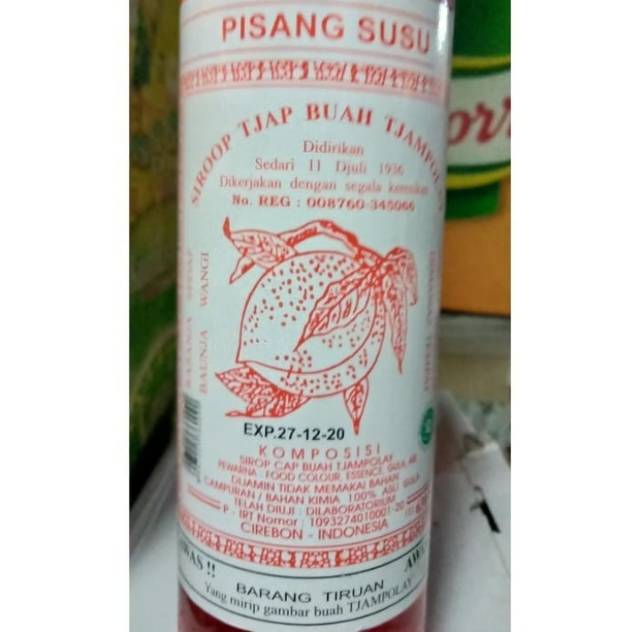 PISANG SUSU
SIROOP TJAP BUAH TJAMPOLAY
Didirikan
Sedari 11 Djuli 1936
Dikerjakan dengan segala
No. REG : 008760-345066
RASANJA SEDAP
BAUNJA WANGI
EXP.27-12-20
KOMPOSISI
SIROP CAP BUAH TJAMPOLAY
PEWARNA : FOOD COLOUR, ESSENCE, GULA, AIR
DIJAMIN TIDAK MEMAKAI BAHAN
CAMPURAN / BAHAN KIMIA 100% ASLI GULA
TELAH DIUJI : DILABORATORIUM
P - IRT Nomor : 1093274010001-20
CIREBON - INDONESIA
AWAS !!
BARANG TIRUAN
Yang mirip gambar buah TJAMPOLAY